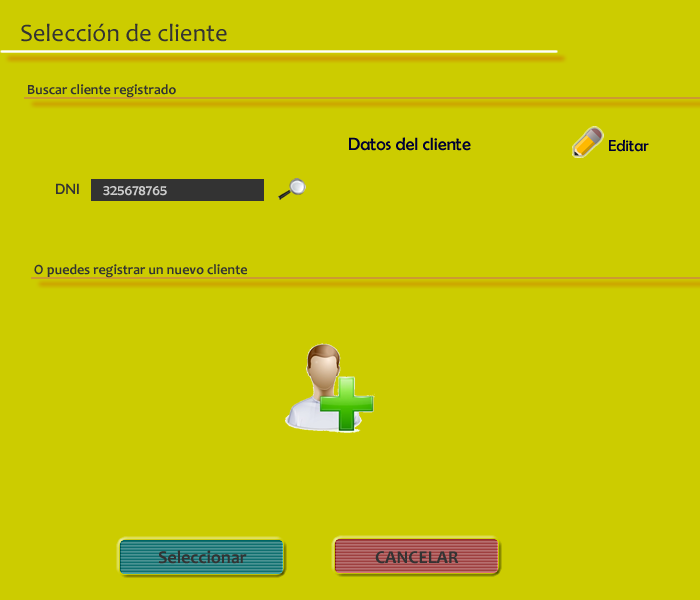 Selección de cliente
Buscar cliente registrado
Datos del cliente
Editar
DNI 325678765
O puedes registrar un nuevo cliente
Seleccionar
CANCELAR